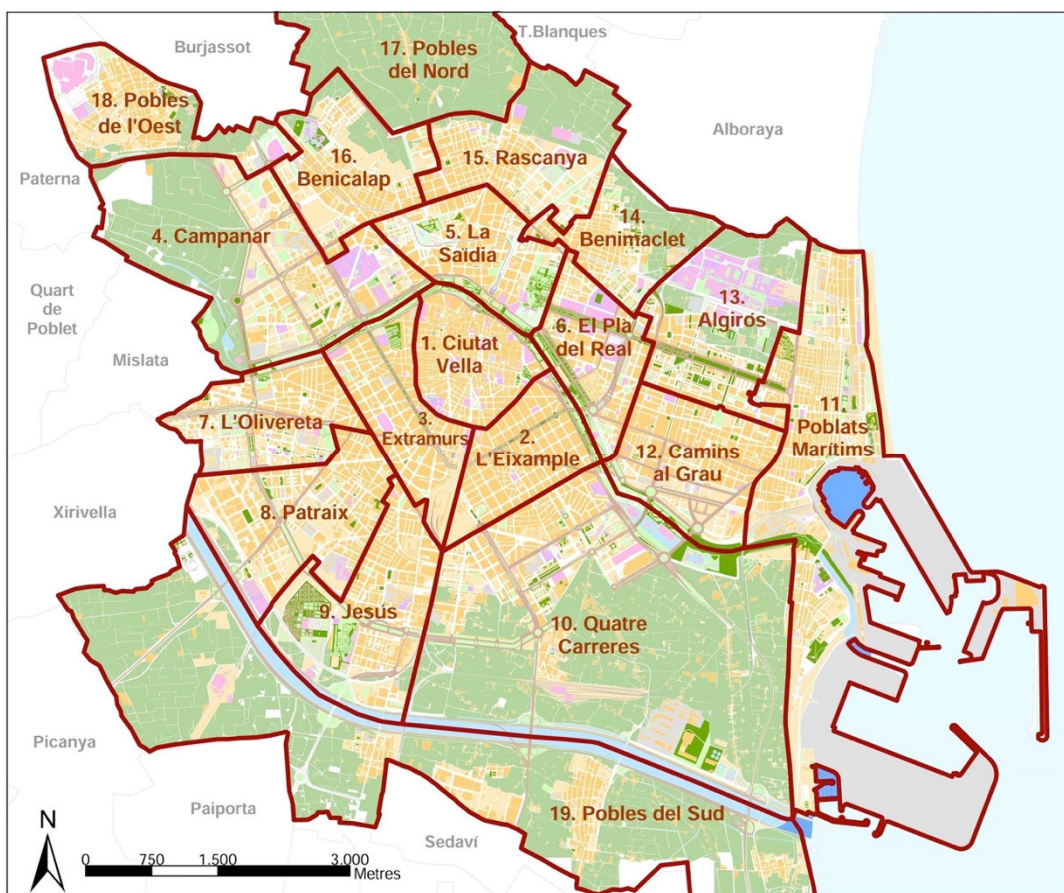 Burjassot
17. Pobles
del Nord
T.Blanques
18. Pobles
de l'Oest
Alboraya
16.
Benicalap
15. Rascanya
Paterna
4. Campanar
5. La
Saïdia
14.
Benimaclet
Quart
de
Poblet
13.
Algirós
1. Ciutat
Vella
6. El Pla
del Real
Mislata
7. L'Olivereta
3.
Extramurs
2.
L'Eixample
11.
Poblats
Marítims
12. Camins
al Grau
Xirivella
8. Patraix
9. Jesús
10. Quatre
Carreres
Picanya
Paiporta
19. Pobles del Sud
Sedaví
N
0 750 1.500 3.000
Metres